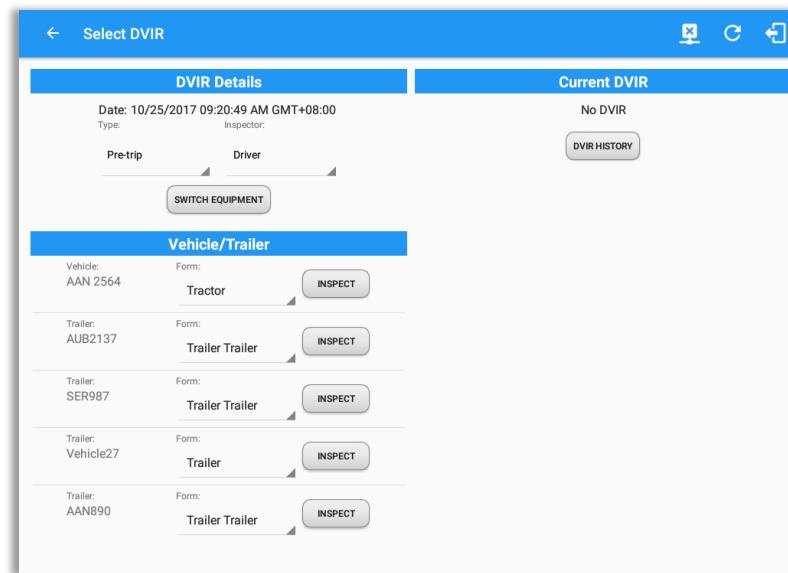 Select DVIR
DVIR Details
Date: 10/25/2017 09:20:49 AM GMT+08:00
Type: Inspector:
Pre-trip Driver
SWITCH EQUIPMENT
Vehicle/Trailer
Vehicle: Form:
AAN 2564 Tractor INSPECT
Trailer: Form:
AUB2137 Trailer Trailer INSPECT
Trailer: Form:
SER987 Trailer Trailer INSPECT
Trailer: Form:
Vehicle27 Trailer INSPECT
Trailer: Form:
AAN890 Trailer Trailer INSPECT
Current DVIR
No DVIR
DVIR HISTORY